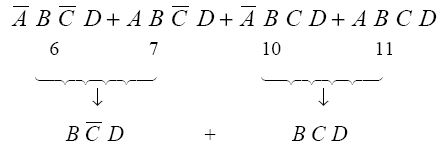 A̅ B C̅ D + A B C̅ D + A̅ B C D + A B C D
6 7 10 11
↓ ↓
B C̅ D + B C D